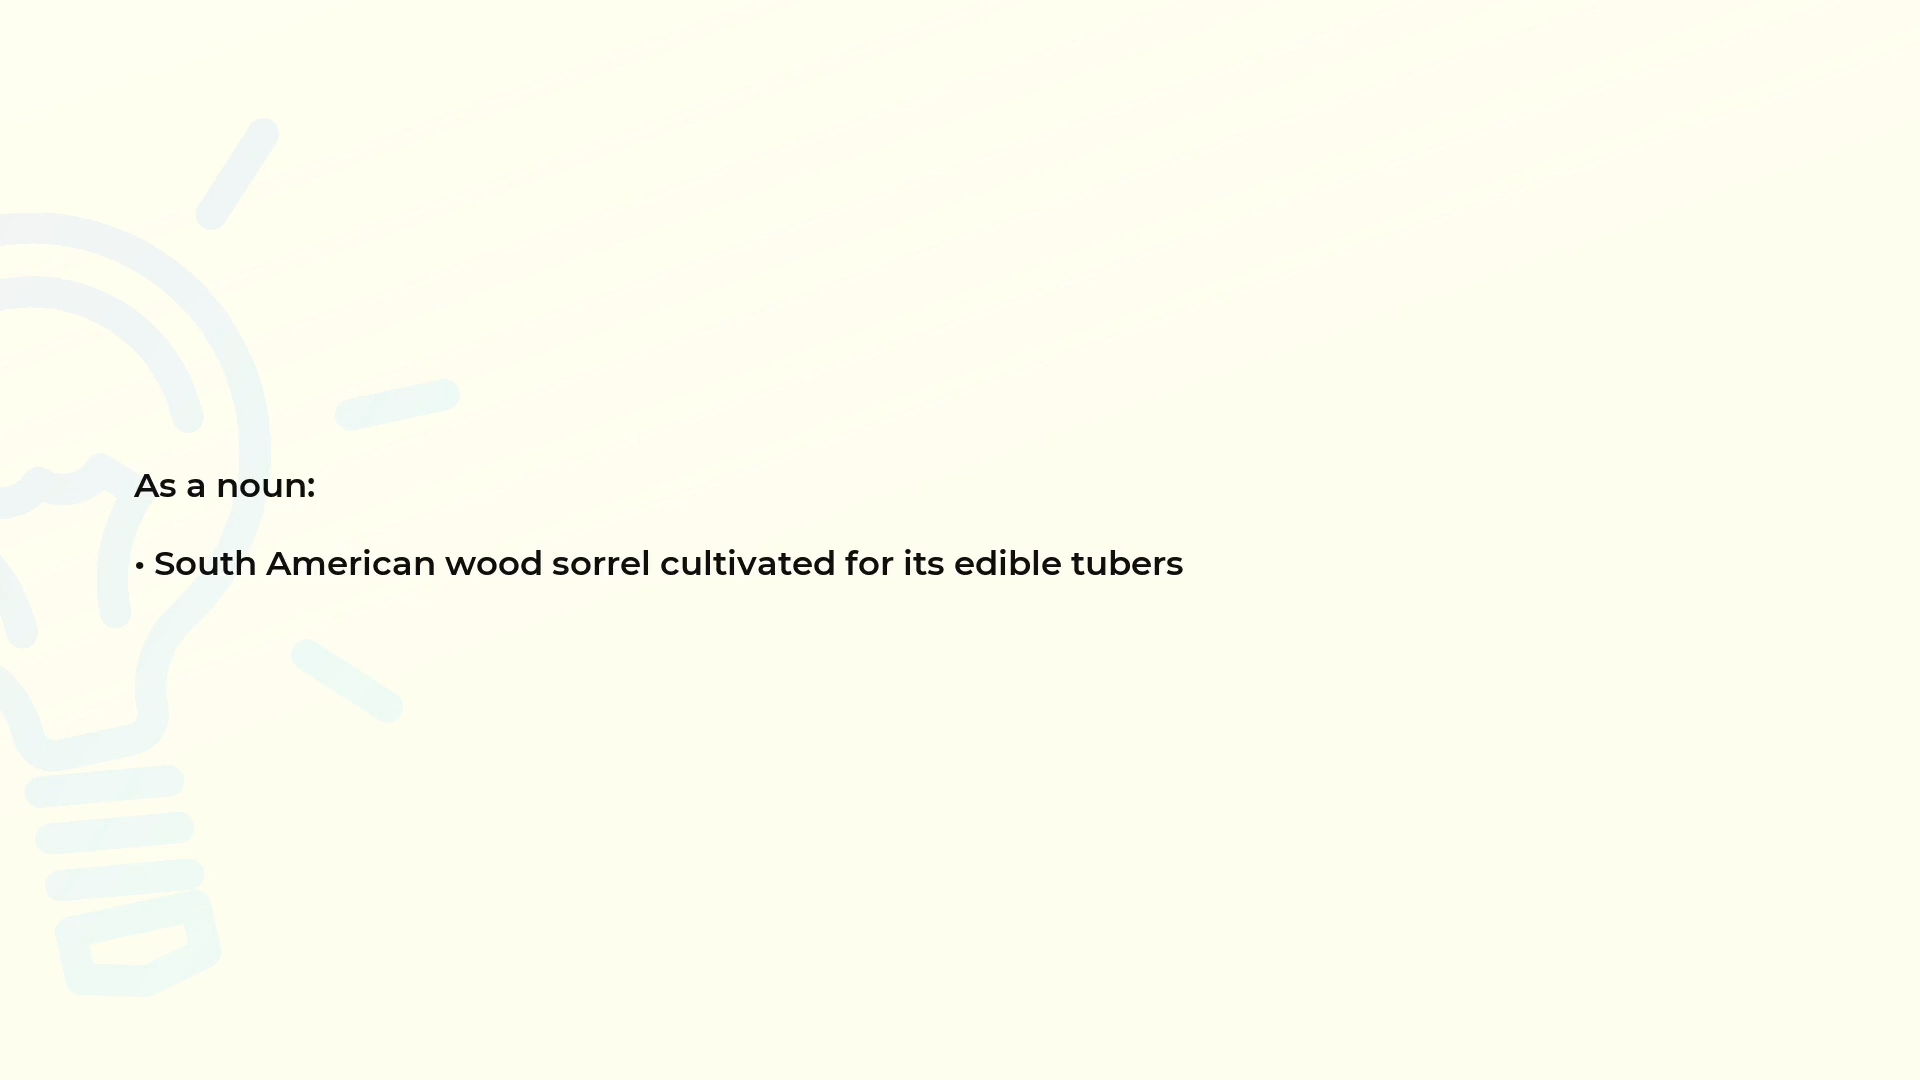 As a noun:
• South American wood sorrel cultivated for its edible tubers